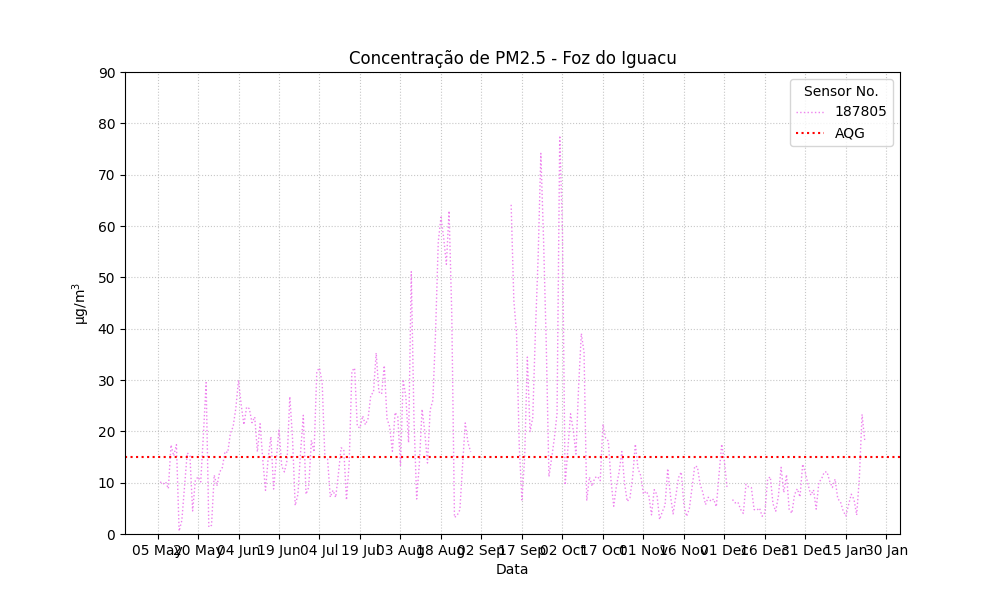 Concentração de PM2.5 - Foz do Iguacu
Sensor No.
187805
AQG
90
80
70
60
50
40
30
20
10
0
µg/m³
05 May 20 May 04 Jun 19 Jun 04 Jul 19 Jul 03 Aug 18 Aug 02 Sep 17 Sep 02 Oct 17 Oct 01 Nov 16 Nov 01 Dec 16 Dec 31 Dec 15 Jan 30 Jan
Data